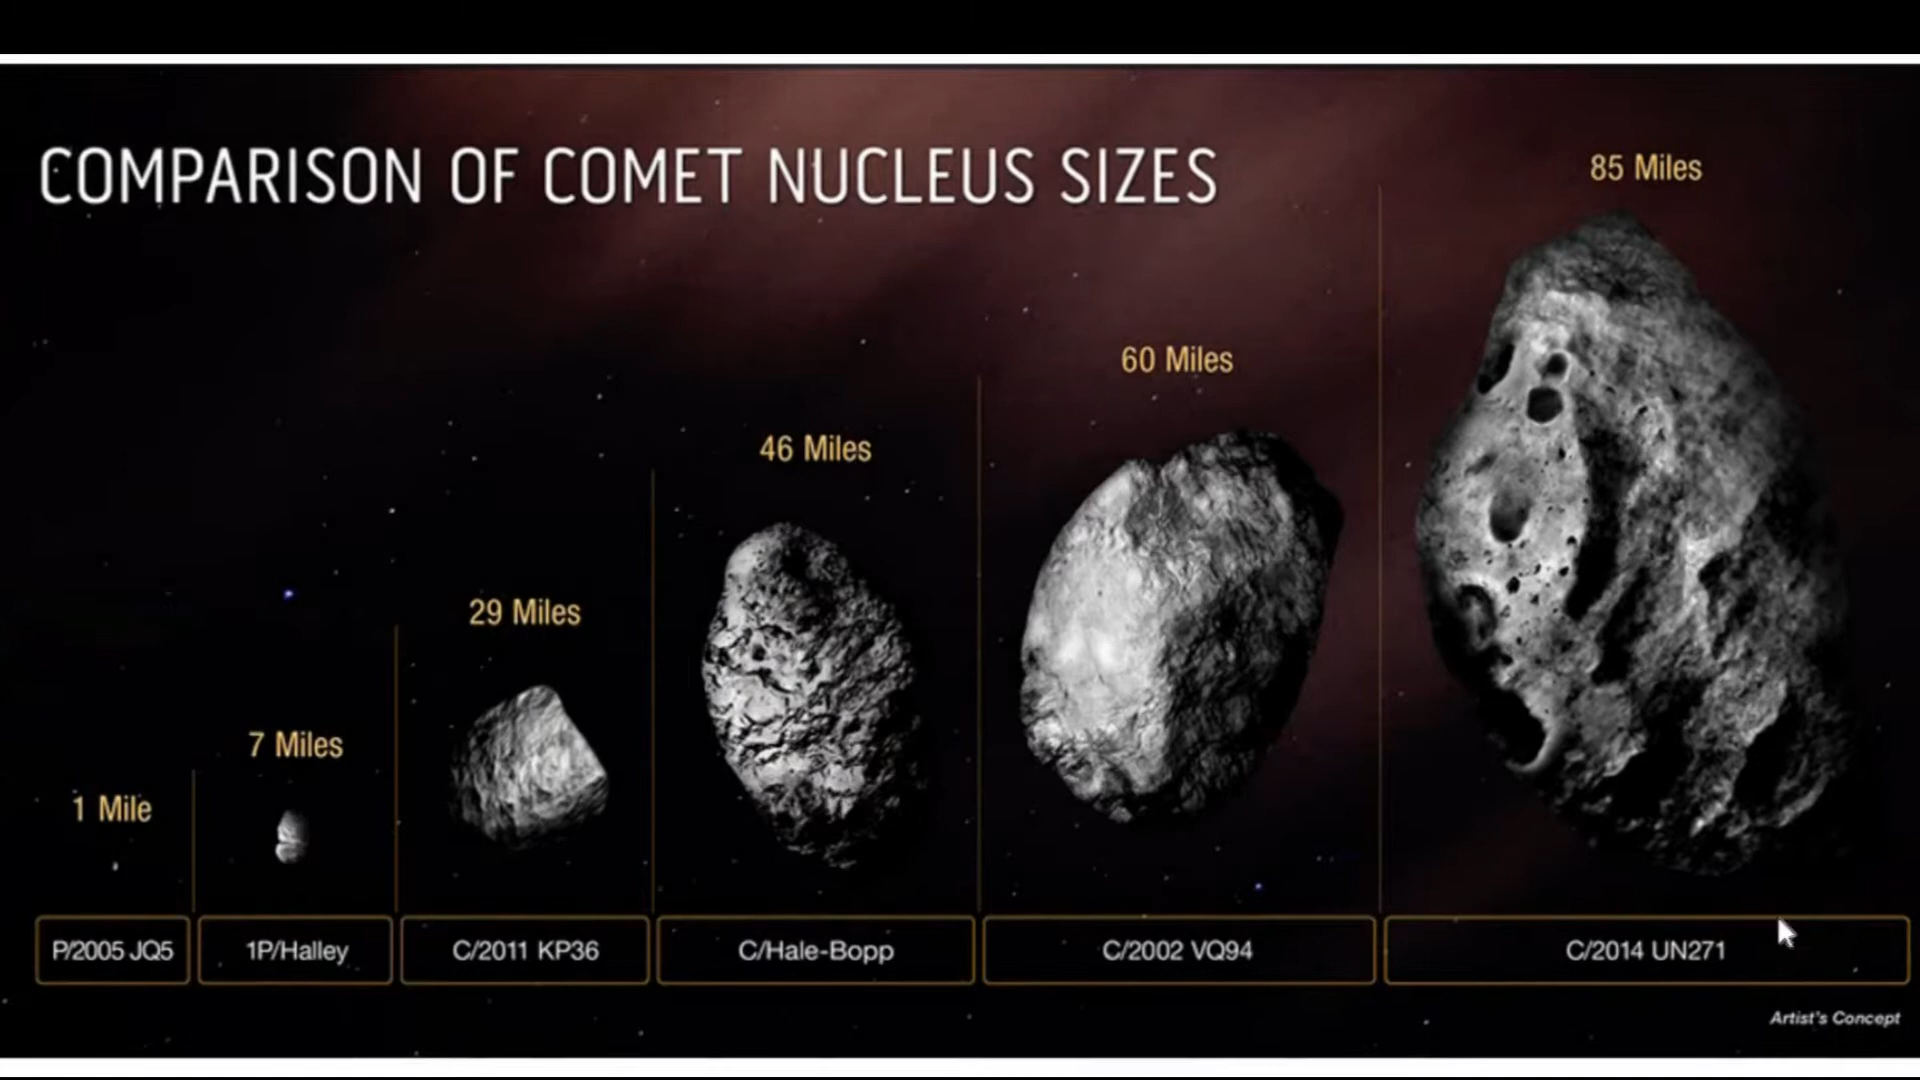 COMPARISON OF COMET NUCLEUS SIZES
1 Mile
7 Miles
29 Miles
46 Miles
60 Miles
85 Miles
P/2005 JQ5
1P/Halley
C/2011 KP36
C/Hale-Bopp
C/2002 VQ94
C/2014 UN271
Artist's Concept